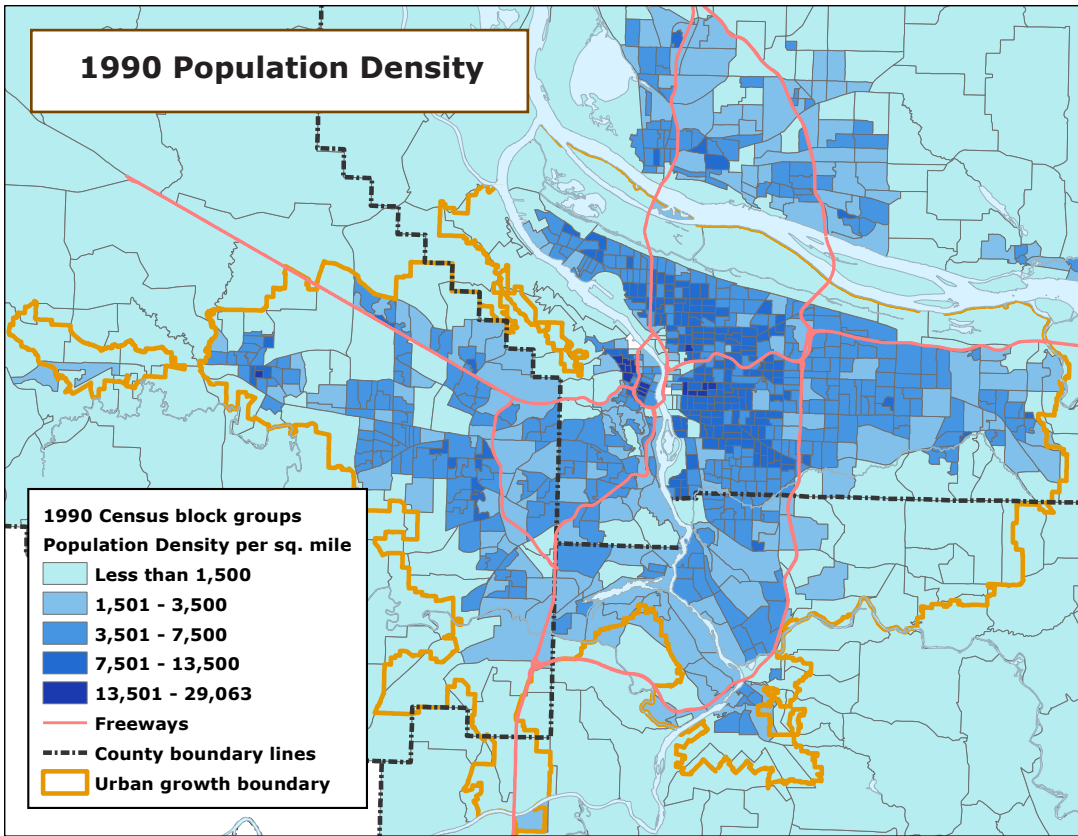 1990 Population Density
1990 Census block groups
Population Density per sq. mile
Less than 1,500
1,501 - 3,500
3,501 - 7,500
7,501 - 13,500
13,501 - 29,063
Freeways
County boundary lines
Urban growth boundary